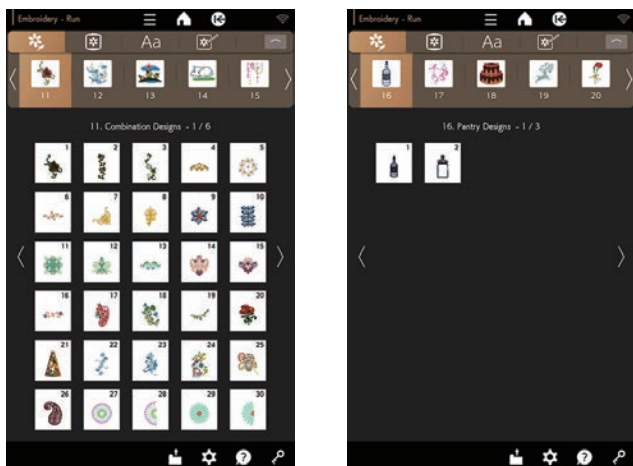 Embroidery - Run
Aa
11 12 13 14 15
11. Combination Designs - 1 / 6
1 2 3 4 5
6 7 8 9 10
11 12 13 14 15
16 17 18 19 20
21 22 23 24 25
26 27 28 29 30
?
Embroidery - Run
Aa
16 17 18 19 20
16. Pantry Designs - 1 / 3
1 2
?